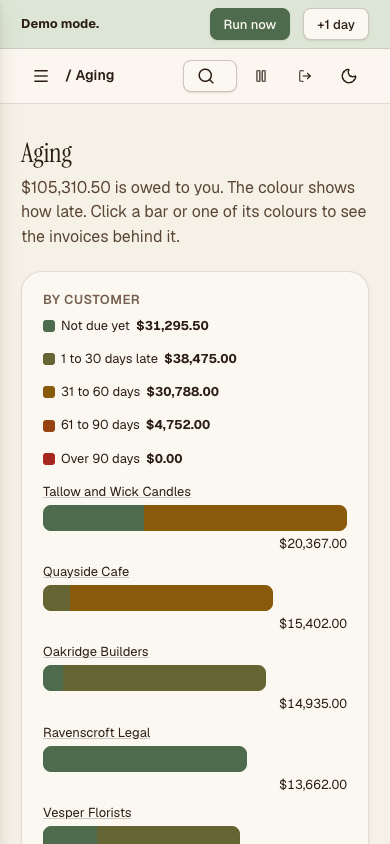 Demo mode.
Run now
+1 day
/ Aging
Aging
$105,310.50 is owed to you. The colour shows
how late. Click a bar or one of its colours to see
the invoices behind it.
BY CUSTOMER
Not due yet $31,295.50
1 to 30 days late $38,475.00
31 to 60 days $30,788.00
61 to 90 days $4,752.00
Over 90 days $0.00
Tallow and Wick Candles
$20,367.00
Quayside Cafe
$15,402.00
Oakridge Builders
$14,935.00
Ravenscroft Legal
$13,662.00
Vesper Florists